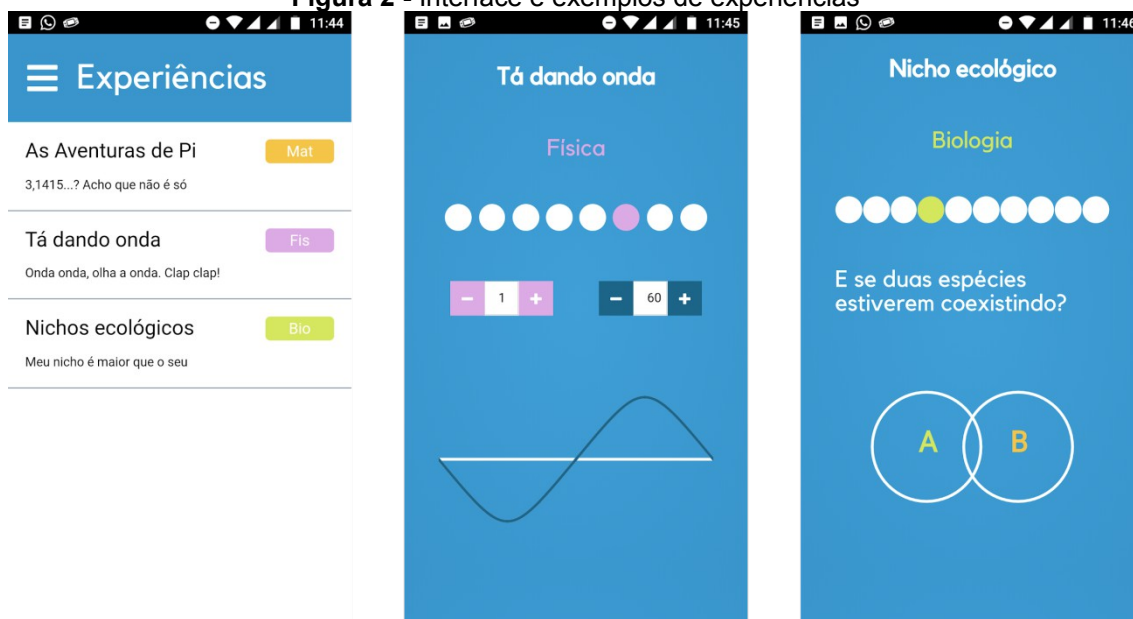 Figura 2 - Interface e exemplos de experiências
11:44
Experiências
As Aventuras de Pi
Mat
3,1415...? Acho que não é só
Tá dando onda
Fis
Onda onda, olha a onda. Clap clap!
Nichos ecológicos
Bio
Meu nicho é maior que o seu
11:45
Tá dando onda
Física
− 1 +
− 60 +
11:46
Nicho ecológico
Biologia
E se duas espécies
estiverem coexistindo?
A B